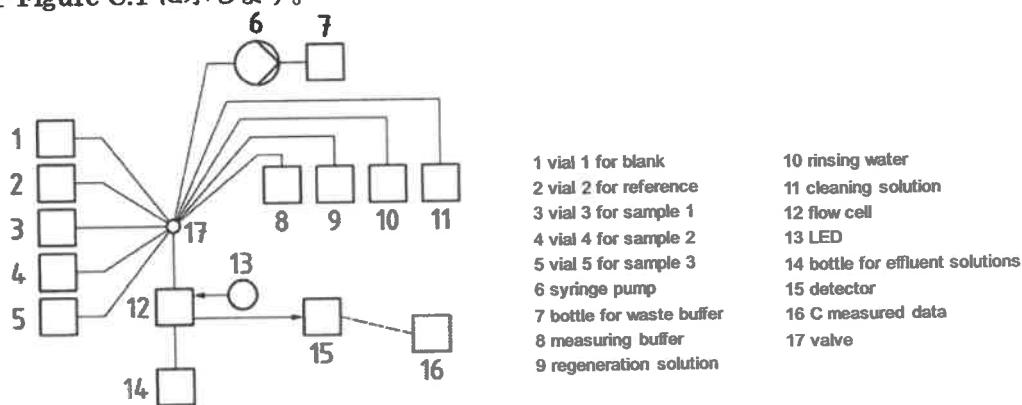 Figure C.1
6
7
1
2
3
4
5
17
8
9
10
11
13
12
15
16
14
1 vial 1 for blank
2 vial 2 for reference
3 vial 3 for sample 1
4 vial 4 for sample 2
5 vial 5 for sample 3
6 syringe pump
7 bottle for waste buffer
8 measuring buffer
9 regeneration solution
10 rinsing water
11 cleaning solution
12 flow cell
13 LED
14 bottle for effluent solutions
15 detector
16 C measured data
17 valve